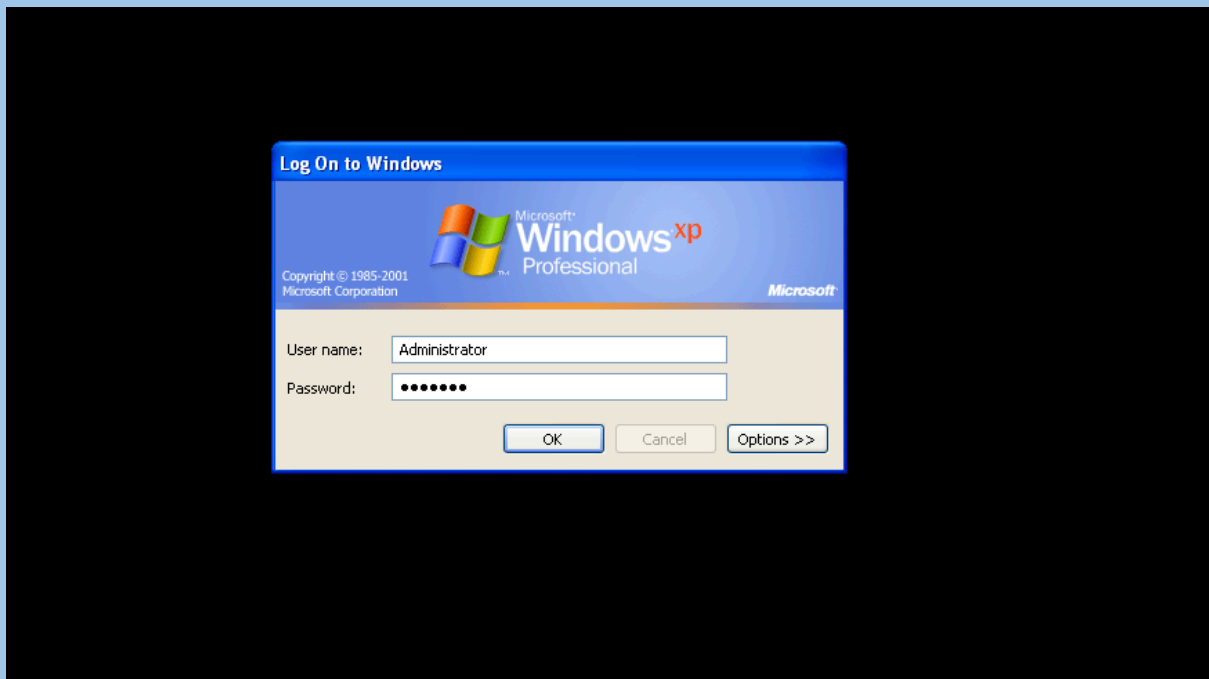 Log On to Windows
Microsoft®
Windows xp
Professional
™
Copyright © 1985-2001
Microsoft Corporation
Microsoft
User name: Administrator
Password: •••••••
OK Cancel Options >>